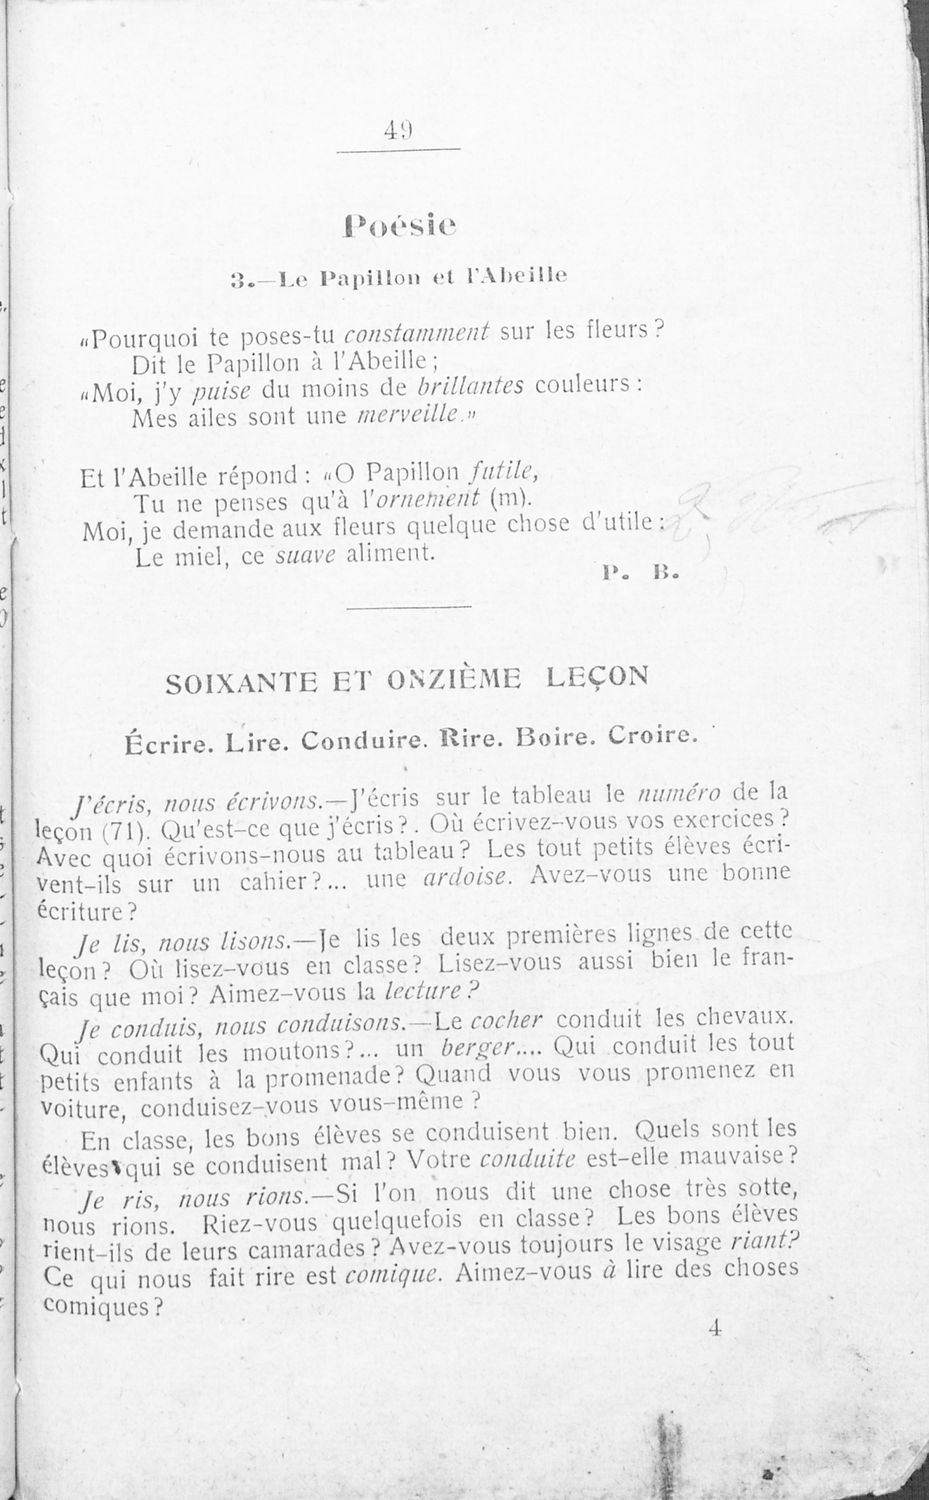 49
Poésie
3.—Le Papillon et l'Abeille
«Pourquoi te poses-tu constamment sur les fleurs?
Dit le Papillon à l'Abeille;
«Moi, j'y puise du moins de brillantes couleurs:
Mes ailes sont une merveille.»
Et l'Abeille répond: «O Papillon futile,
Tu ne penses qu'à l'ornement (m).
Moi, je demande aux fleurs quelque chose d'utile:
Le miel, ce suave aliment.
P. B.
SOIXANTE ET ONZIÈME LEÇON
Écrire. Lire. Conduire. Rire. Boire. Croire.
J'écris, nous écrivons.—J'écris sur le tableau le numéro de la
leçon (71). Qu'est-ce que j'écris?. Où écrivez-vous vos exercices?
Avec quoi écrivons-nous au tableau? Les tout petits élèves écri-
vent-ils sur un cahier?... une ardoise. Avez-vous une bonne
écriture?
Je lis, nous lisons.—Je lis les deux premières lignes de cette
leçon? Où lisez-vous en classe? Lisez-vous aussi bien le fran-
çais que moi? Aimez-vous la lecture?
Je conduis, nous conduisons.—Le cocher conduit les chevaux.
Qui conduit les moutons?... un berger.... Qui conduit les tout
petits enfants à la promenade? Quand vous vous promenez en
voiture, conduisez-vous vous-même?
En classe, les bons élèves se conduisent bien. Quels sont les
élèves qui se conduisent mal? Votre conduite est-elle mauvaise?
Je ris, nous rions.—Si l'on nous dit une chose très sotte,
nous rions. Riez-vous quelquefois en classe? Les bons élèves
rient-ils de leurs camarades? Avez-vous toujours le visage riant?
Ce qui nous fait rire est comique. Aimez-vous à lire des choses
comiques?
4